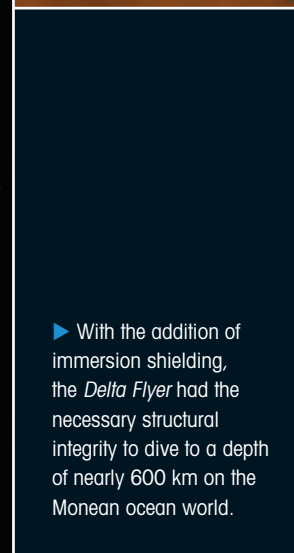 ▶ With the addition of
immersion shielding,
the Delta Flyer had the
necessary structural
integrity to dive to a depth
of nearly 600 km on the
Monean ocean world.